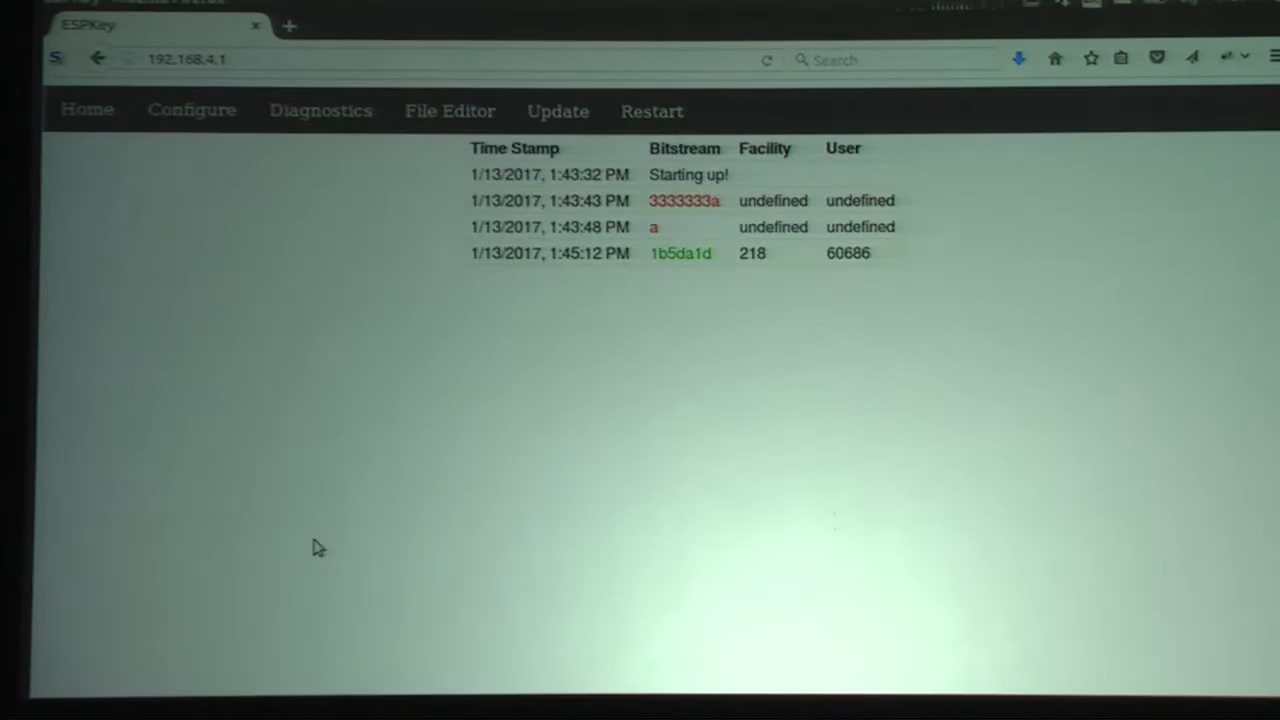 ESPKey
192.168.4.1
Search
Home Configure Diagnostics File Editor Update Restart
Time Stamp Bitstream Facility User
1/13/2017, 1:43:32 PM Starting up!
1/13/2017, 1:43:43 PM 3333333a undefined undefined
1/13/2017, 1:43:48 PM a undefined undefined
1/13/2017, 1:45:12 PM 1b5da1d 218 60686